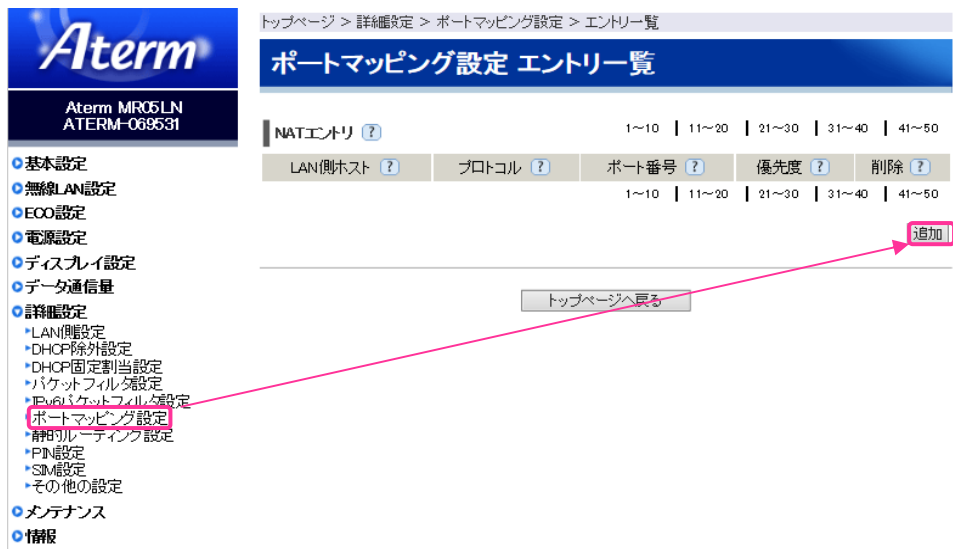 トップページ > 詳細設定 > ポートマッピング設定 > エントリ一覧
Aterm
ポートマッピング設定 エントリ一覧
Aterm MR05LN
ATERM-069531
NATエントリ ? 1～10 | 11～20 | 21～30 | 31～40 | 41～50
LAN側ホスト ? プロトコル ? ポート番号 ? 優先度 ? 削除 ?
1～10 | 11～20 | 21～30 | 31～40 | 41～50
追加
トップページへ戻る
基本設定
無線LAN設定
ECO設定
電源設定
ディスプレイ設定
データ通信量
詳細設定
LAN側設定
DHCP除外設定
DHCP固定割当設定
パケットフィルタ設定
IPv6パケットフィルタ設定
ポートマッピング設定
静的ルーティング設定
PIN設定
SIM設定
その他の設定
メンテナンス
情報